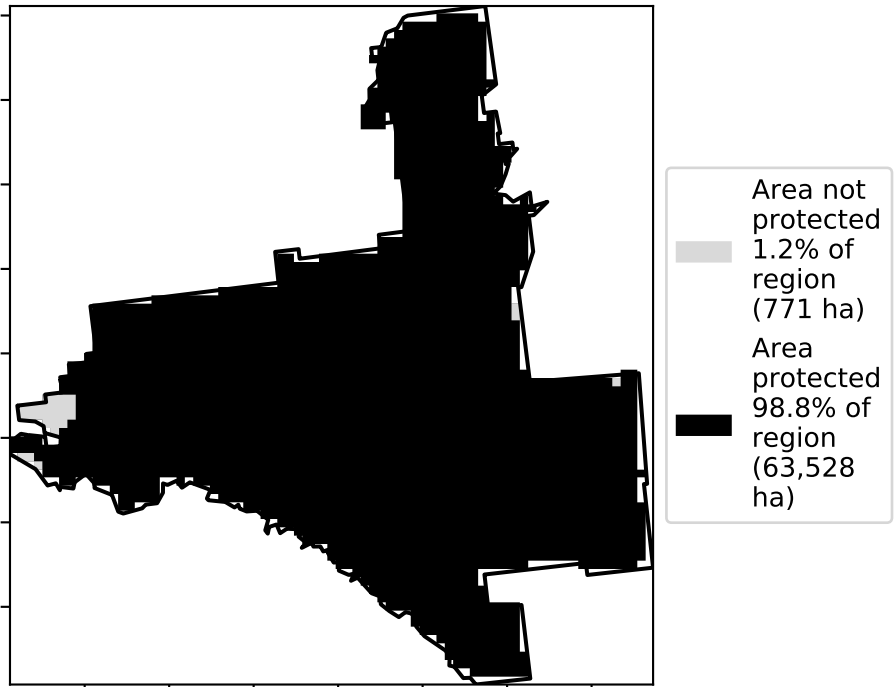 Area not
protected
1.2% of
region
(771 ha)
Area
protected
98.8% of
region
(63,528
ha)